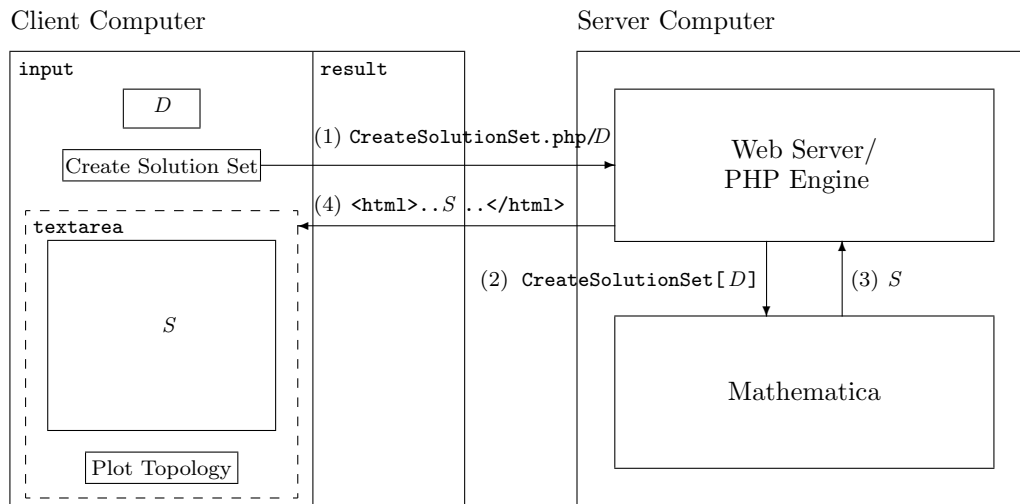 Client Computer
Server Computer
input
result
D
(1) CreateSolutionSet.php/D
Create Solution Set
Web Server/
PHP Engine
(4) <html>..S ..</html>
textarea
(2) CreateSolutionSet[D]
(3) S
S
Mathematica
Plot Topology